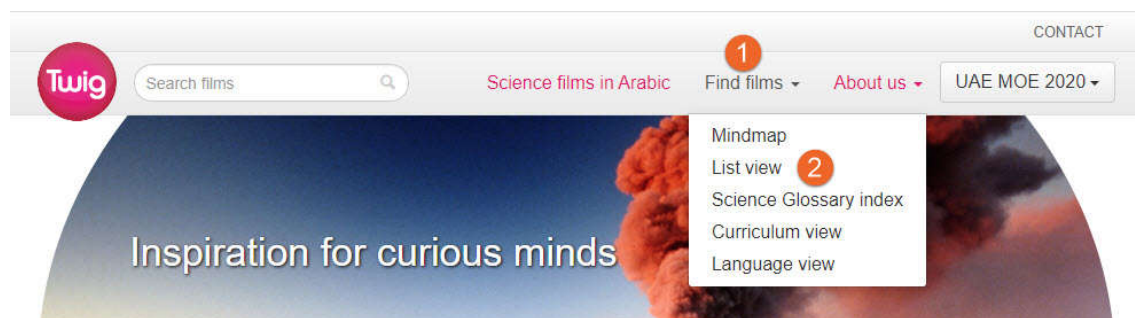 CONTACT
1
Twig
Search films
Science films in Arabic
Find films
About us
UAE MOE 2020
Mindmap
List view 2
Science Glossary index
Curriculum view
Language view
Inspiration for curious minds